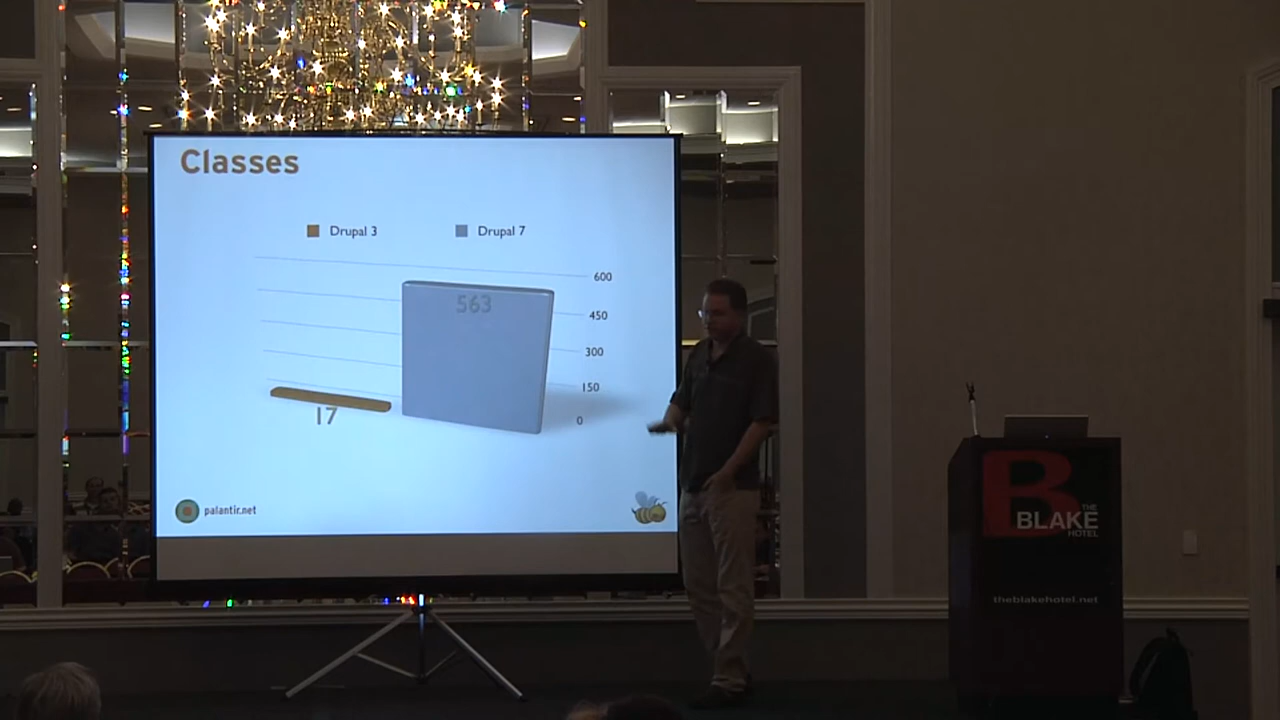 Classes
Drupal 3
Drupal 7
600
563
450
300
150
17
0
palantir.net
B
THE
BLAKE
HOTEL
theblakehotel.net